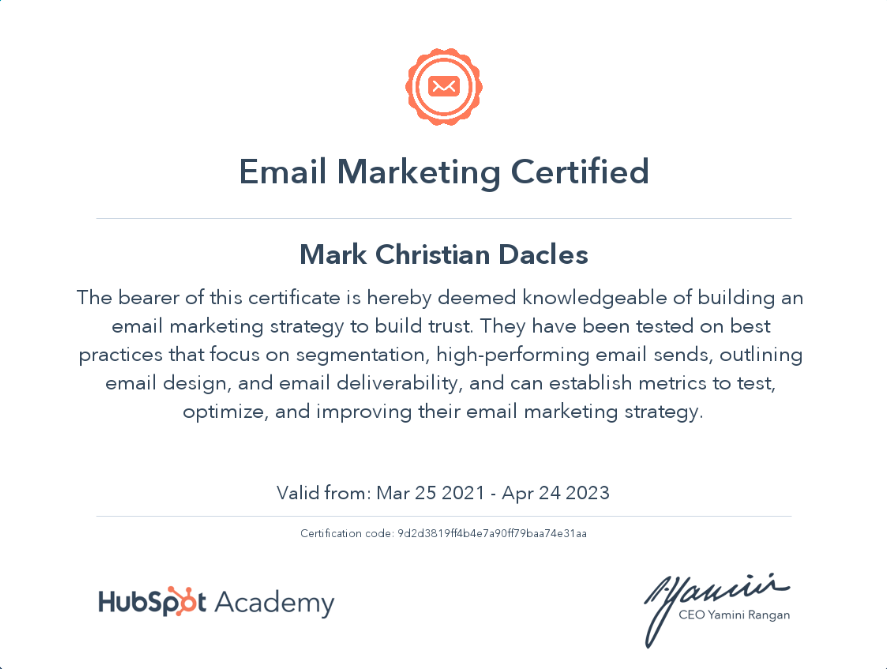 Email Marketing Certified
Mark Christian Dacles
The bearer of this certificate is hereby deemed knowledgeable of building an
email marketing strategy to build trust. They have been tested on best
practices that focus on segmentation, high-performing email sends, outlining
email design, and email deliverability, and can establish metrics to test,
optimize, and improving their email marketing strategy.
Valid from: Mar 25 2021 - Apr 24 2023
Certification code: 9d2d3819ff4b4e7a90ff79baa74e31aa
HubSpot Academy
CEO Yamini Rangan